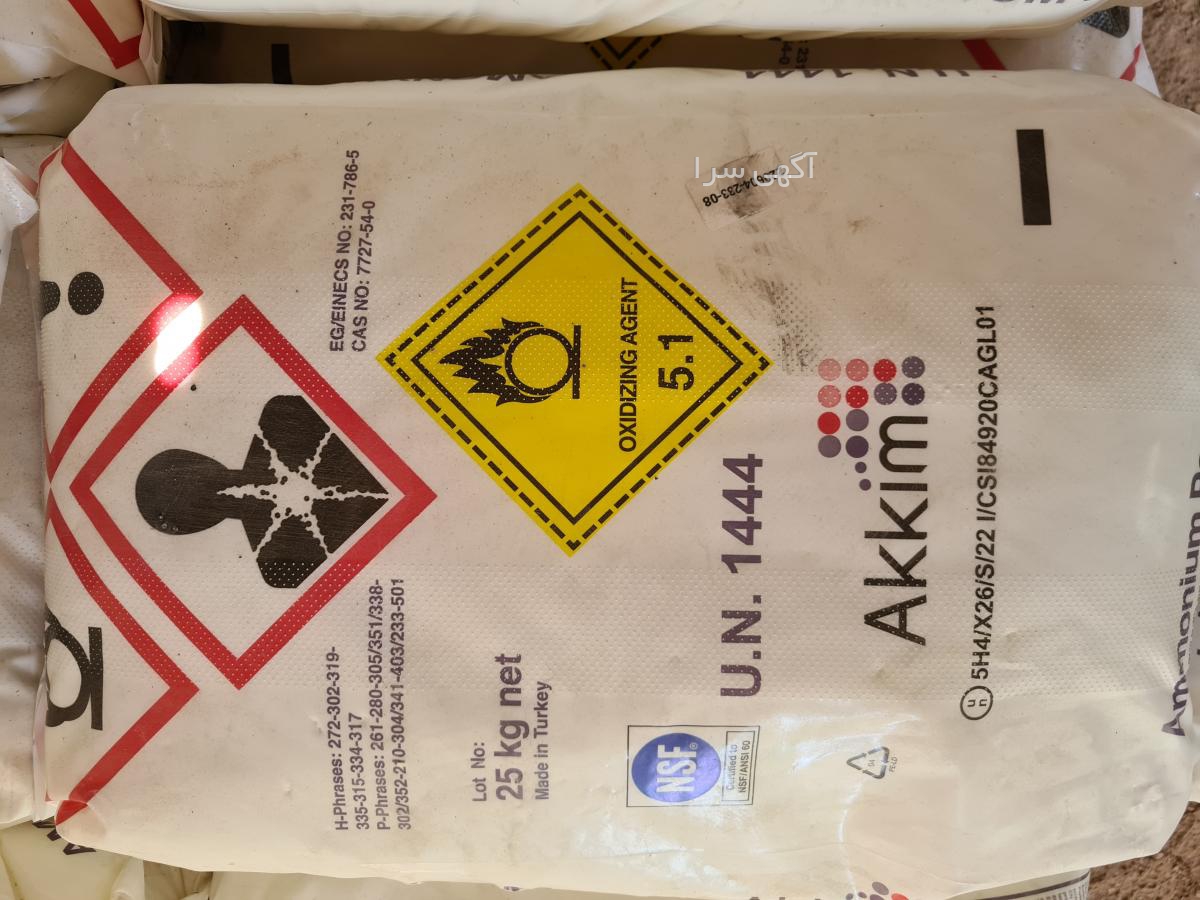 EG/EINECS NO: 231-786-5
CAS NO: 7727-54-0
H-Phrases: 272-302-319-
335-315-334-317
P-Phrases: 261-280-305/351/338-
302/352-210-304/341-403/233-501
OXIDIZING AGENT
5.1
Lot No:
25 kg net
Made in Turkey
U.N. 1444
NSF®
Certified to
NSF/ANSI 60
آگهی سرا
Akkim
5H4/X26/S/22 I/CSI84920CAGL01